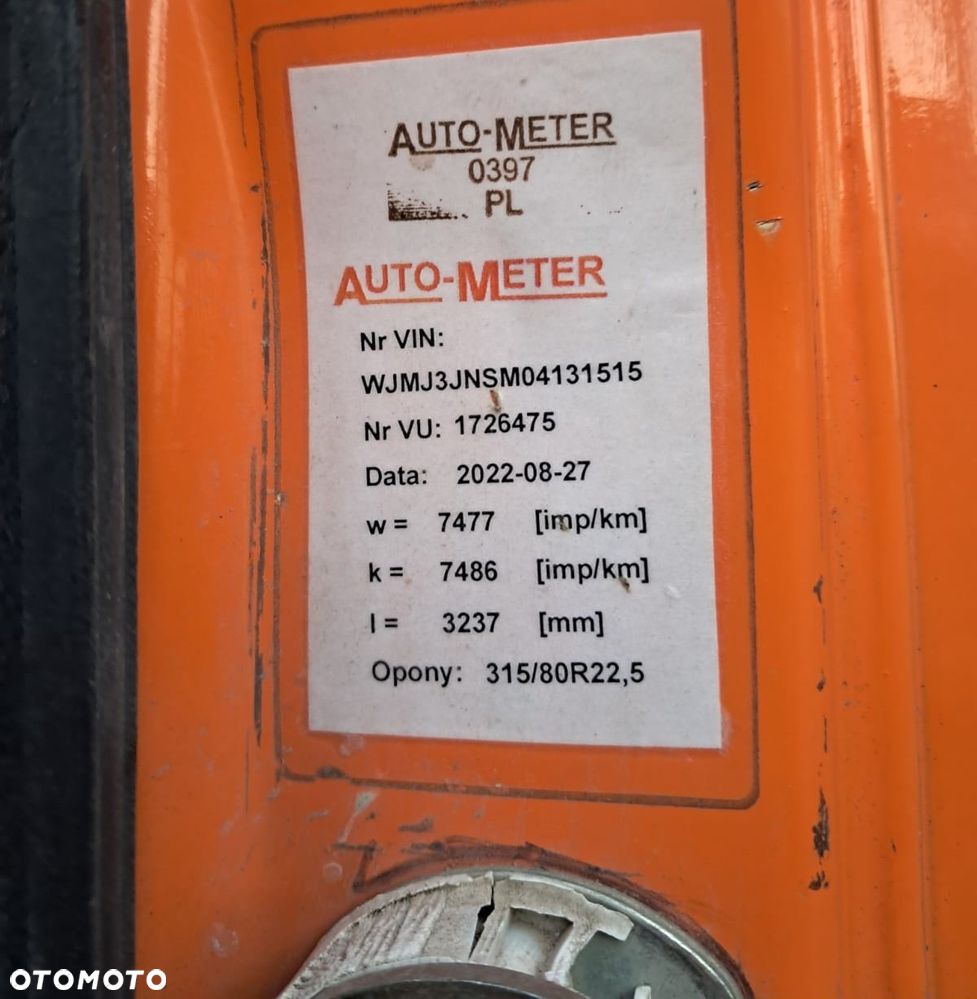 AUTO-METER
0397
PL
AUTO-METER
Nr VIN:
WJMJ3JNSM04131515
Nr VU: 1726475
Data: 2022-08-27
w = 7477 [imp/km]
k = 7486 [imp/km]
l = 3237 [mm]
Opony: 315/80R22,5
OTOMOTO